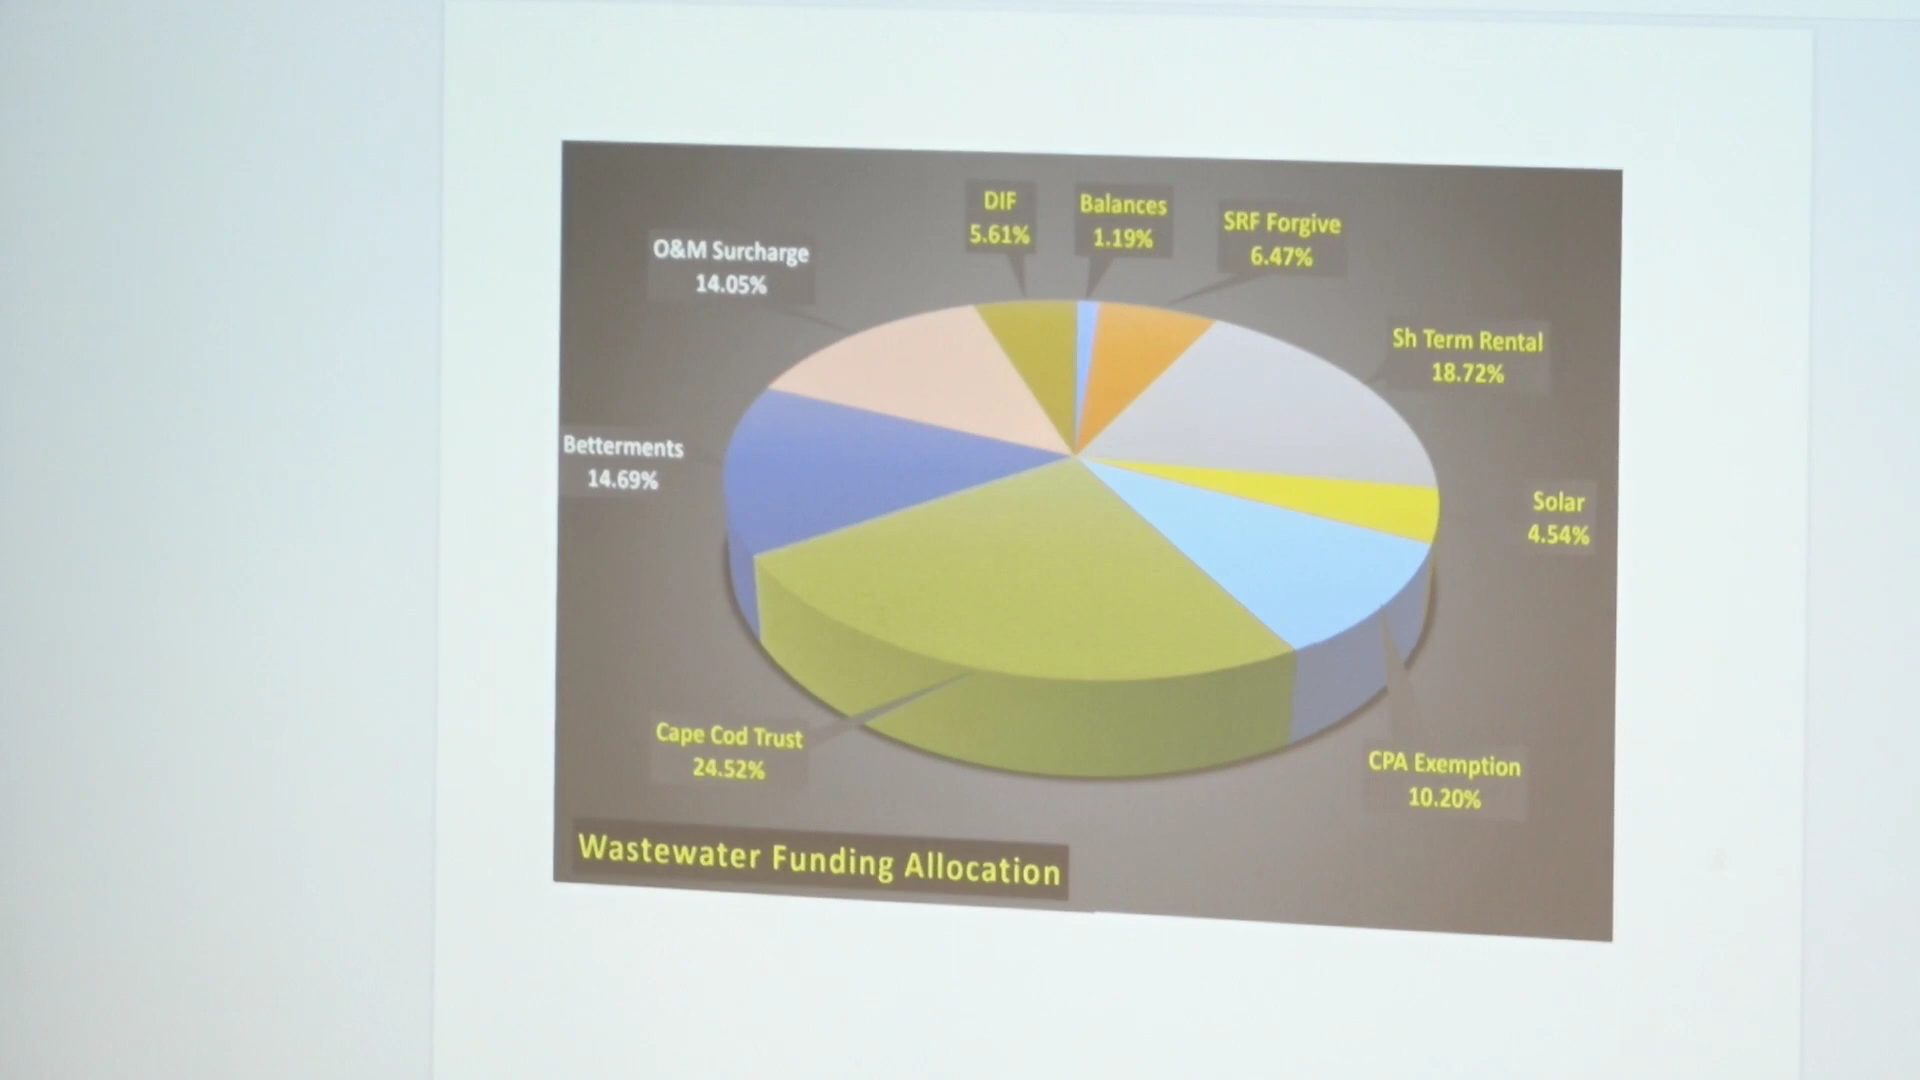 DIF
5.61%
Balances
1.19%
SRF Forgive
6.47%
O&M Surcharge
14.05%
Sh Term Rental
18.72%
Betterments
14.69%
Solar
4.54%
Cape Cod Trust
24.52%
CPA Exemption
10.20%
Wastewater Funding Allocation